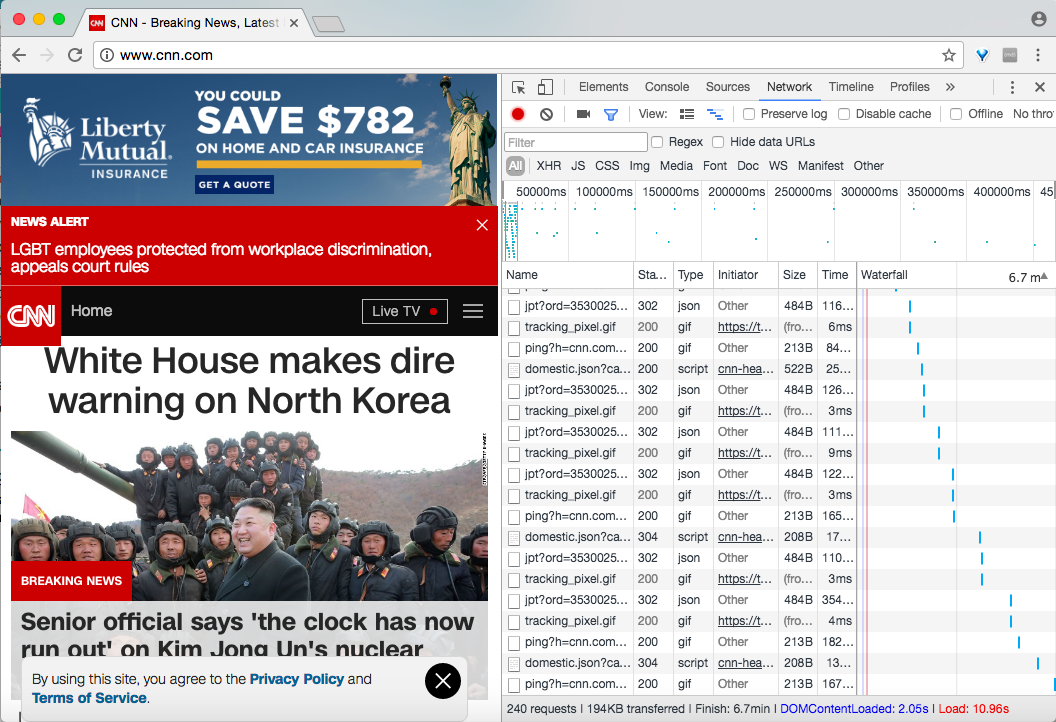 CNN - Breaking News, Latest
www.cnn.com
Liberty
Mutual.
INSURANCE
YOU COULD
SAVE $782
ON HOME AND CAR INSURANCE
GET A QUOTE
NEWS ALERT
LGBT employees protected from workplace discrimination,
appeals court rules
CNN
Home
Live TV
White House makes dire
warning on North Korea
BREAKING NEWS
Senior official says 'the clock has now
run out' on Kim Jong Un's nuclear
By using this site, you agree to the Privacy Policy and
Terms of Service.
Elements Console Sources Network Timeline Profiles »
View: Preserve log Disable cache Offline No thro
Filter Regex Hide data URLs
All XHR JS CSS Img Media Font Doc WS Manifest Other
50000ms 100000ms 150000ms 200000ms 250000ms 300000ms 350000ms 400000ms 45
Name Sta... Type Initiator Size Time Waterfall 6.7 m
jpt?ord=3530025... 302 json Other 484B 116...
tracking_pixel.gif 200 gif https://t... (fro... 6ms
ping?h=cnn.com... 200 gif Other 213B 84...
domestic.json?ca... 200 script cnn-hea... 522B 25...
jpt?ord=3530025... 302 json Other 484B 126...
tracking_pixel.gif 200 gif https://t... (fro... 3ms
jpt?ord=3530025... 302 json Other 484B 111...
tracking_pixel.gif 200 gif https://t... (fro... 9ms
jpt?ord=3530025... 302 json Other 484B 122...
tracking_pixel.gif 200 gif https://t... (fro... 3ms
ping?h=cnn.com... 200 gif Other 213B 165...
domestic.json?ca... 304 script cnn-hea... 208B 17...
jpt?ord=3530025... 302 json Other 484B 110...
tracking_pixel.gif 200 gif https://t... (fro... 3ms
jpt?ord=3530025... 302 json Other 484B 354...
tracking_pixel.gif 200 gif https://t... (fro... 4ms
ping?h=cnn.com... 200 gif Other 213B 182...
domestic.json?ca... 304 script cnn-hea... 208B 13...
ping?h=cnn.com... 200 gif Other 213B 167...
240 requests | 194KB transferred | Finish: 6.7min | DOMContentLoaded: 2.05s | Load: 10.96s